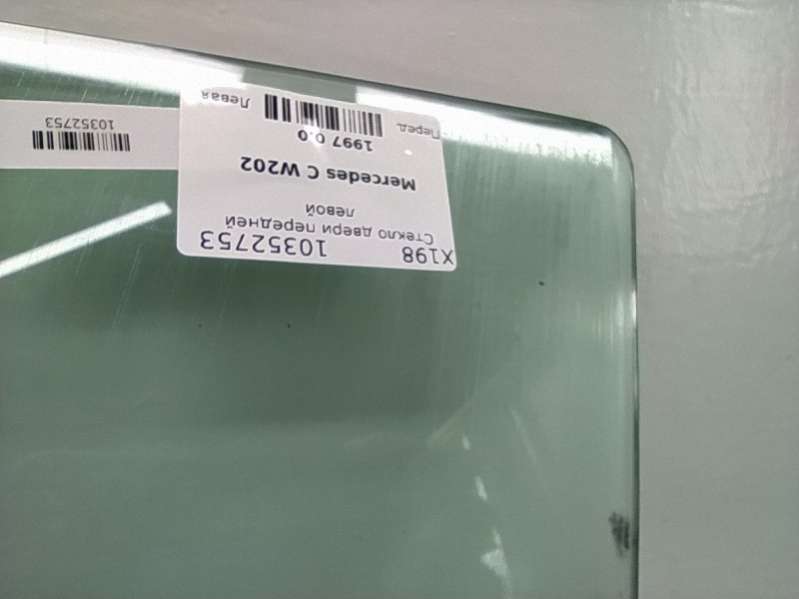 X198 10352753
Стекло двери передней
левой
Mercedes C W202
1997 0.0
Перед. Левая
10352753